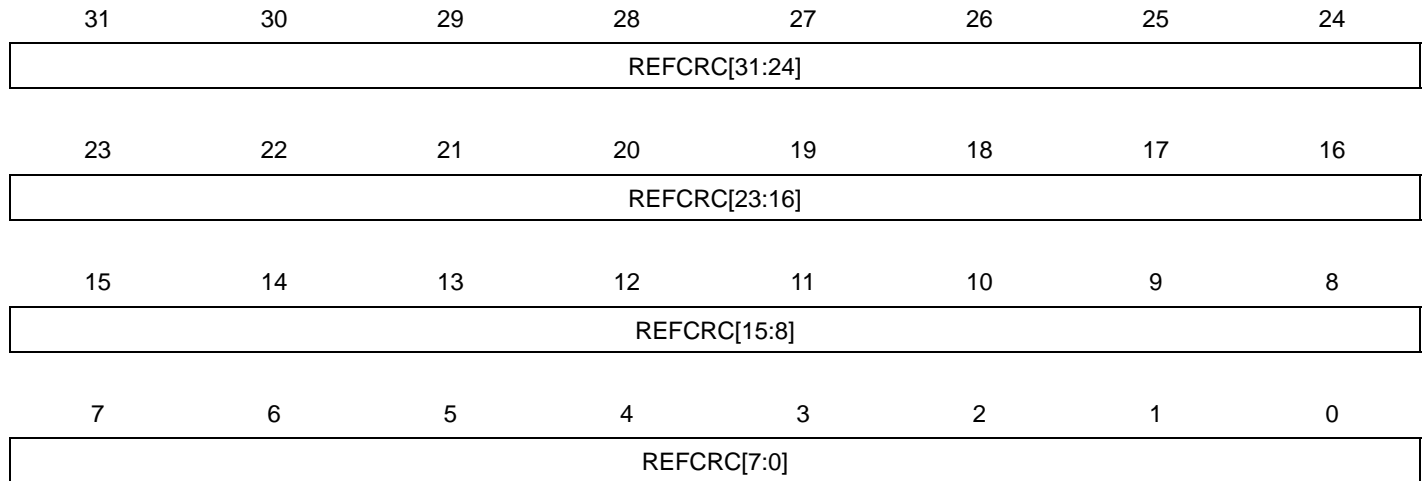 31 30 29 28 27 26 25 24
REFCRC[31:24]
23 22 21 20 19 18 17 16
REFCRC[23:16]
15 14 13 12 11 10 9 8
REFCRC[15:8]
7 6 5 4 3 2 1 0
REFCRC[7:0]